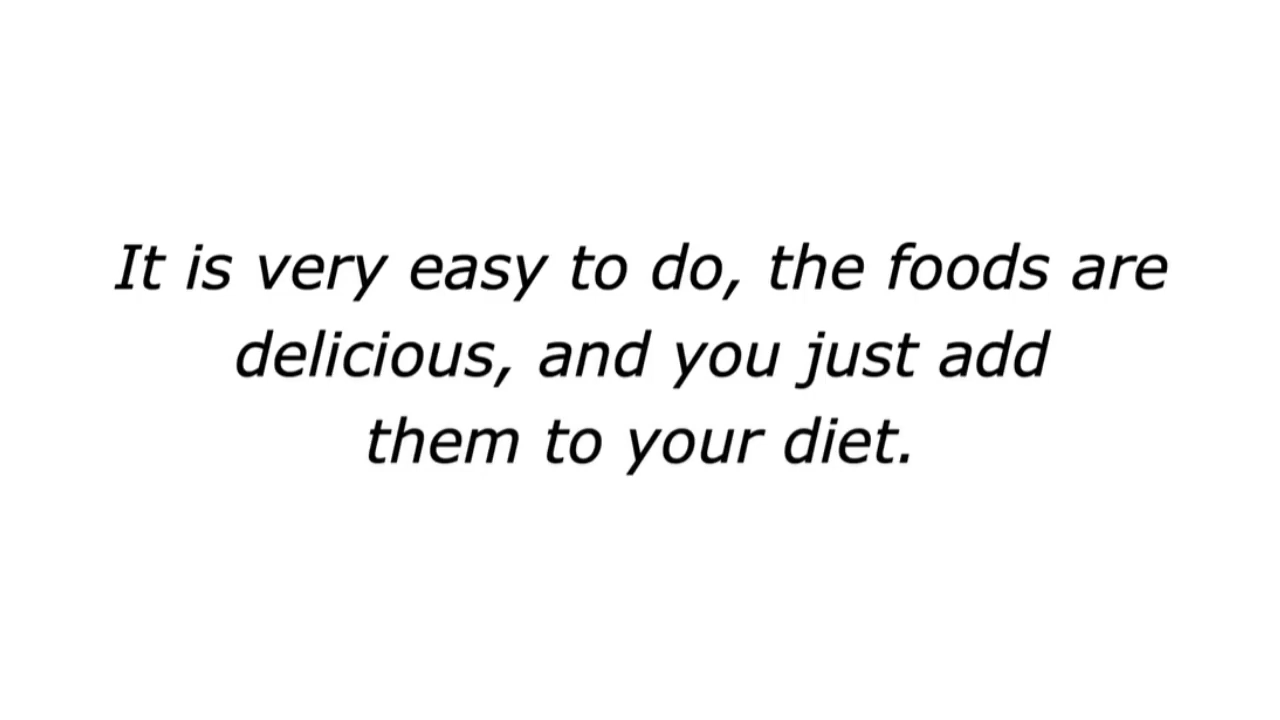 It is very easy to do, the foods are
delicious, and you just add
them to your diet.